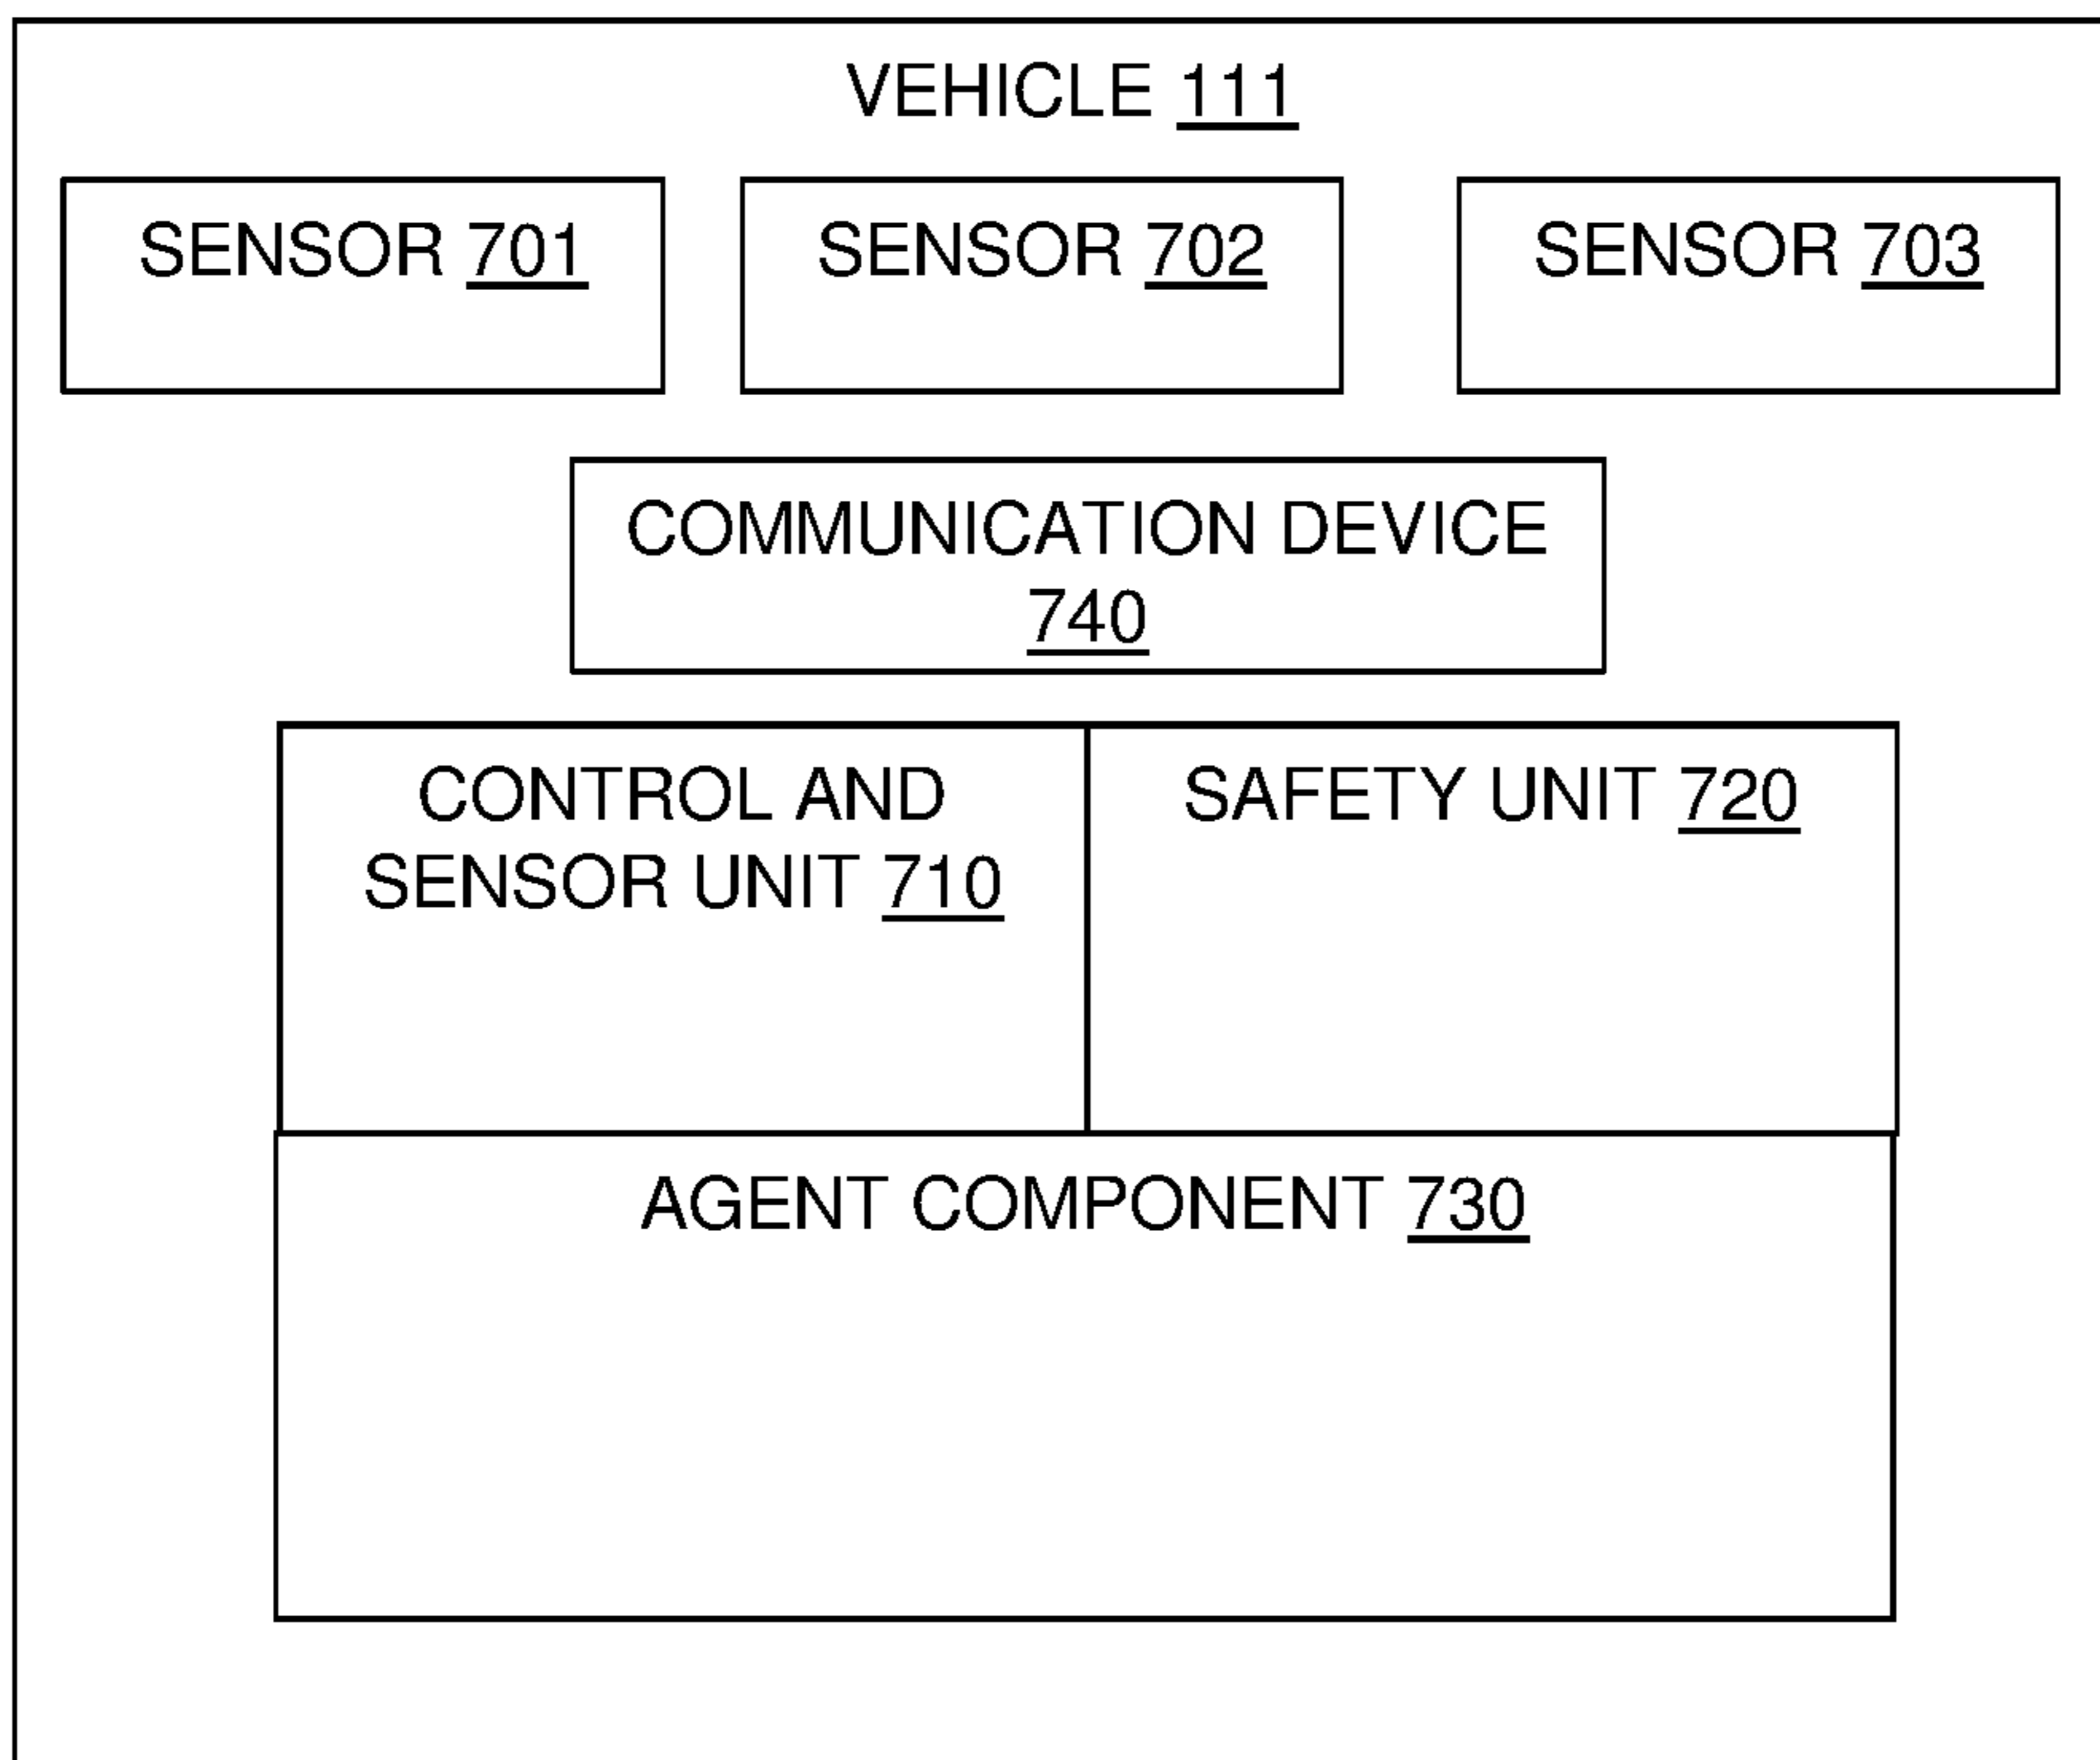 VEHICLE 111
SENSOR 701
SENSOR 702
SENSOR 703
COMMUNICATION DEVICE
740
CONTROL AND
SENSOR UNIT 710
SAFETY UNIT 720
AGENT COMPONENT 730